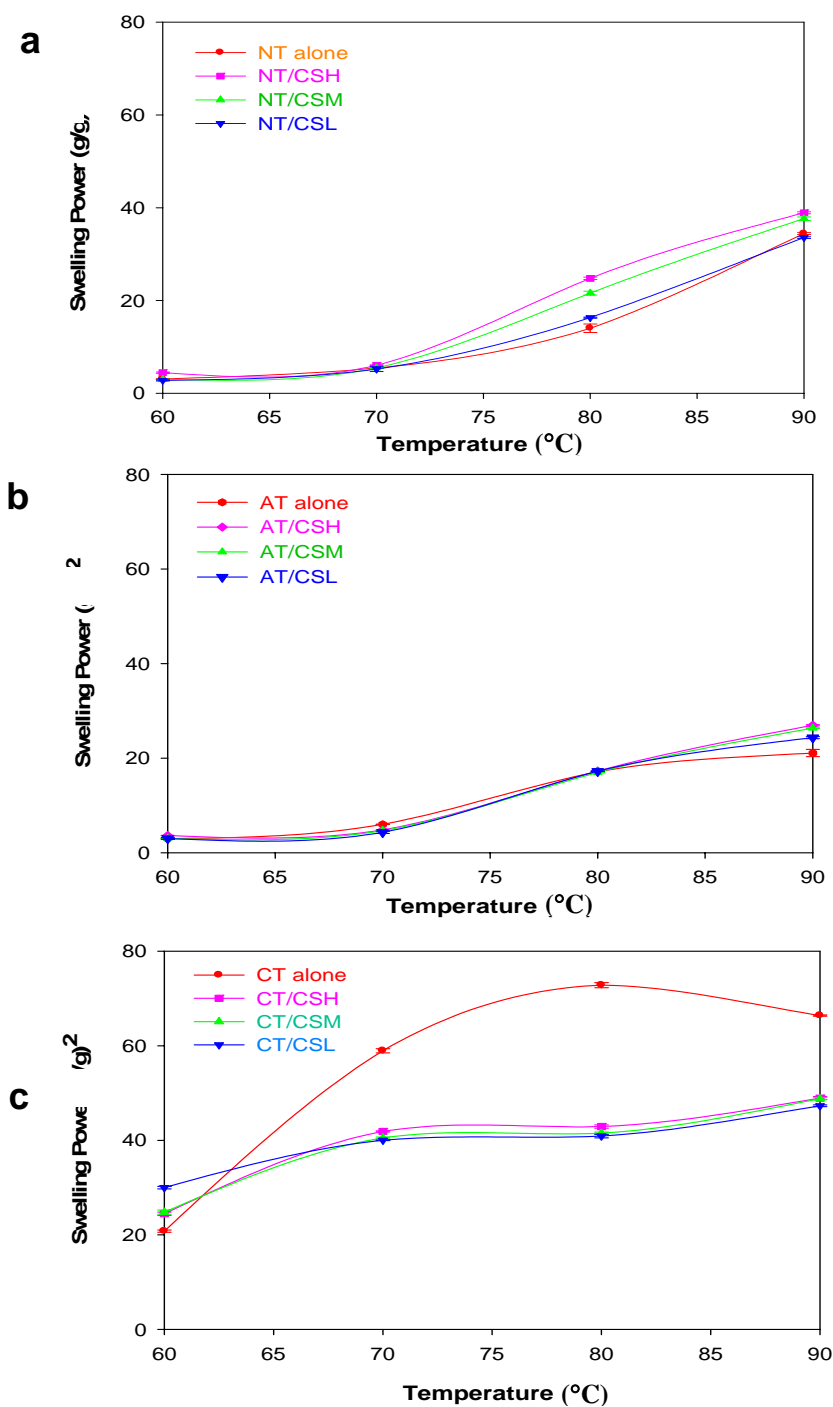 a
80
60
40
20
0
NT alone
NT/CSH
NT/CSM
NT/CSL
Swelling Power (g/g,
60 65 70 75 80 85 90
Temperature (°C)
b
80
60
40
20
0
AT alone
AT/CSH
AT/CSM
AT/CSL
Swelling Power ( 2
60 65 70 75 80 85 90
Temperature (°C)
c
80
60
40
20
0
CT alone
CT/CSH
CT/CSM
CT/CSL
Swelling Powe /g)2
60 65 70 75 80 85 90
Temperature (°C)